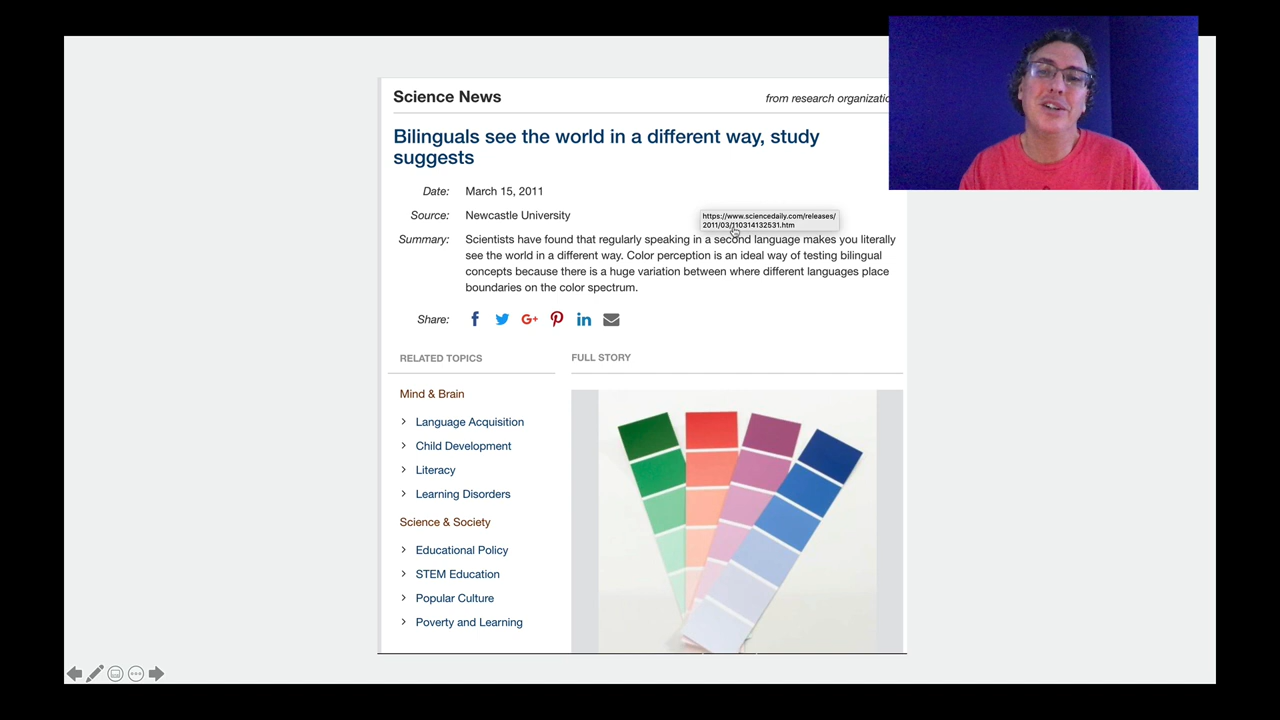 Science News
from research organizatio
Bilinguals see the world in a different way, study
suggests
Date: March 15, 2011
Source: Newcastle University
https://www.sciencedaily.com/releases/
2011/03/110314132531.htm
Summary: Scientists have found that regularly speaking in a second language makes you literally
see the world in a different way. Color perception is an ideal way of testing bilingual
concepts because there is a huge variation between where different languages place
boundaries on the color spectrum.
Share: f G+ in
RELATED TOPICS
Mind & Brain
Language Acquisition
Child Development
Literacy
Learning Disorders
Science & Society
Educational Policy
STEM Education
Popular Culture
Poverty and Learning
FULL STORY